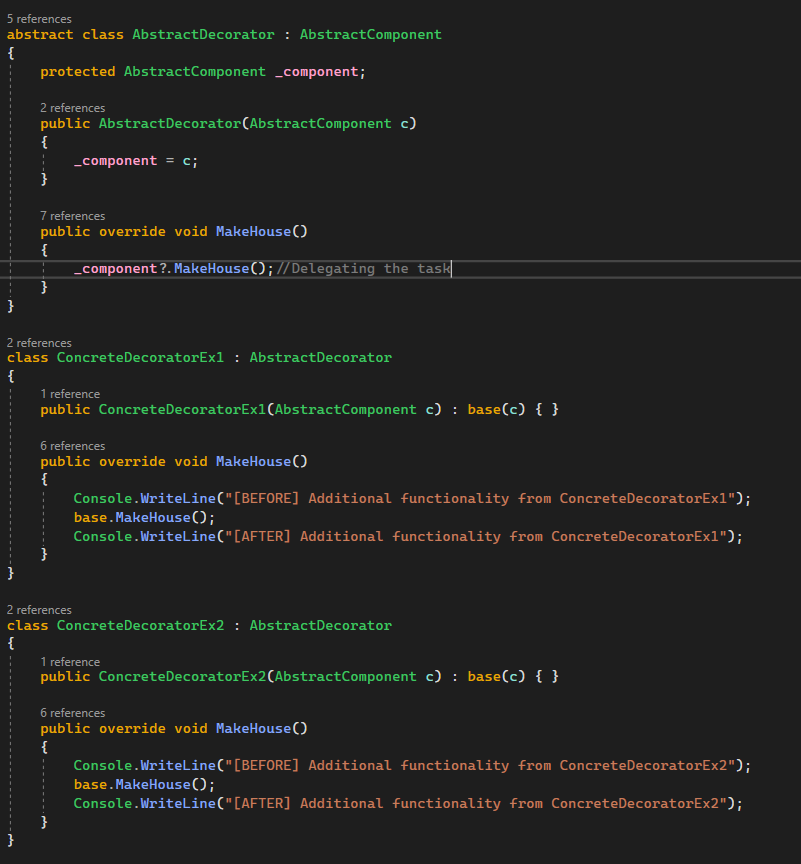 5 references
abstract class AbstractDecorator : AbstractComponent
{
protected AbstractComponent _component;
2 references
public AbstractDecorator(AbstractComponent c)
{
_component = c;
}
7 references
public override void MakeHouse()
{
_component?.MakeHouse();//Delegating the task
}
}
2 references
class ConcreteDecoratorEx1 : AbstractDecorator
{
1 reference
public ConcreteDecoratorEx1(AbstractComponent c) : base(c) { }
6 references
public override void MakeHouse()
{
Console.WriteLine("[BEFORE] Additional functionality from ConcreteDecoratorEx1");
base.MakeHouse();
Console.WriteLine("[AFTER] Additional functionality from ConcreteDecoratorEx1");
}
}
2 references
class ConcreteDecoratorEx2 : AbstractDecorator
{
1 reference
public ConcreteDecoratorEx2(AbstractComponent c) : base(c) { }
6 references
public override void MakeHouse()
{
Console.WriteLine("[BEFORE] Additional functionality from ConcreteDecoratorEx2");
base.MakeHouse();
Console.WriteLine("[AFTER] Additional functionality from ConcreteDecoratorEx2");
}
}